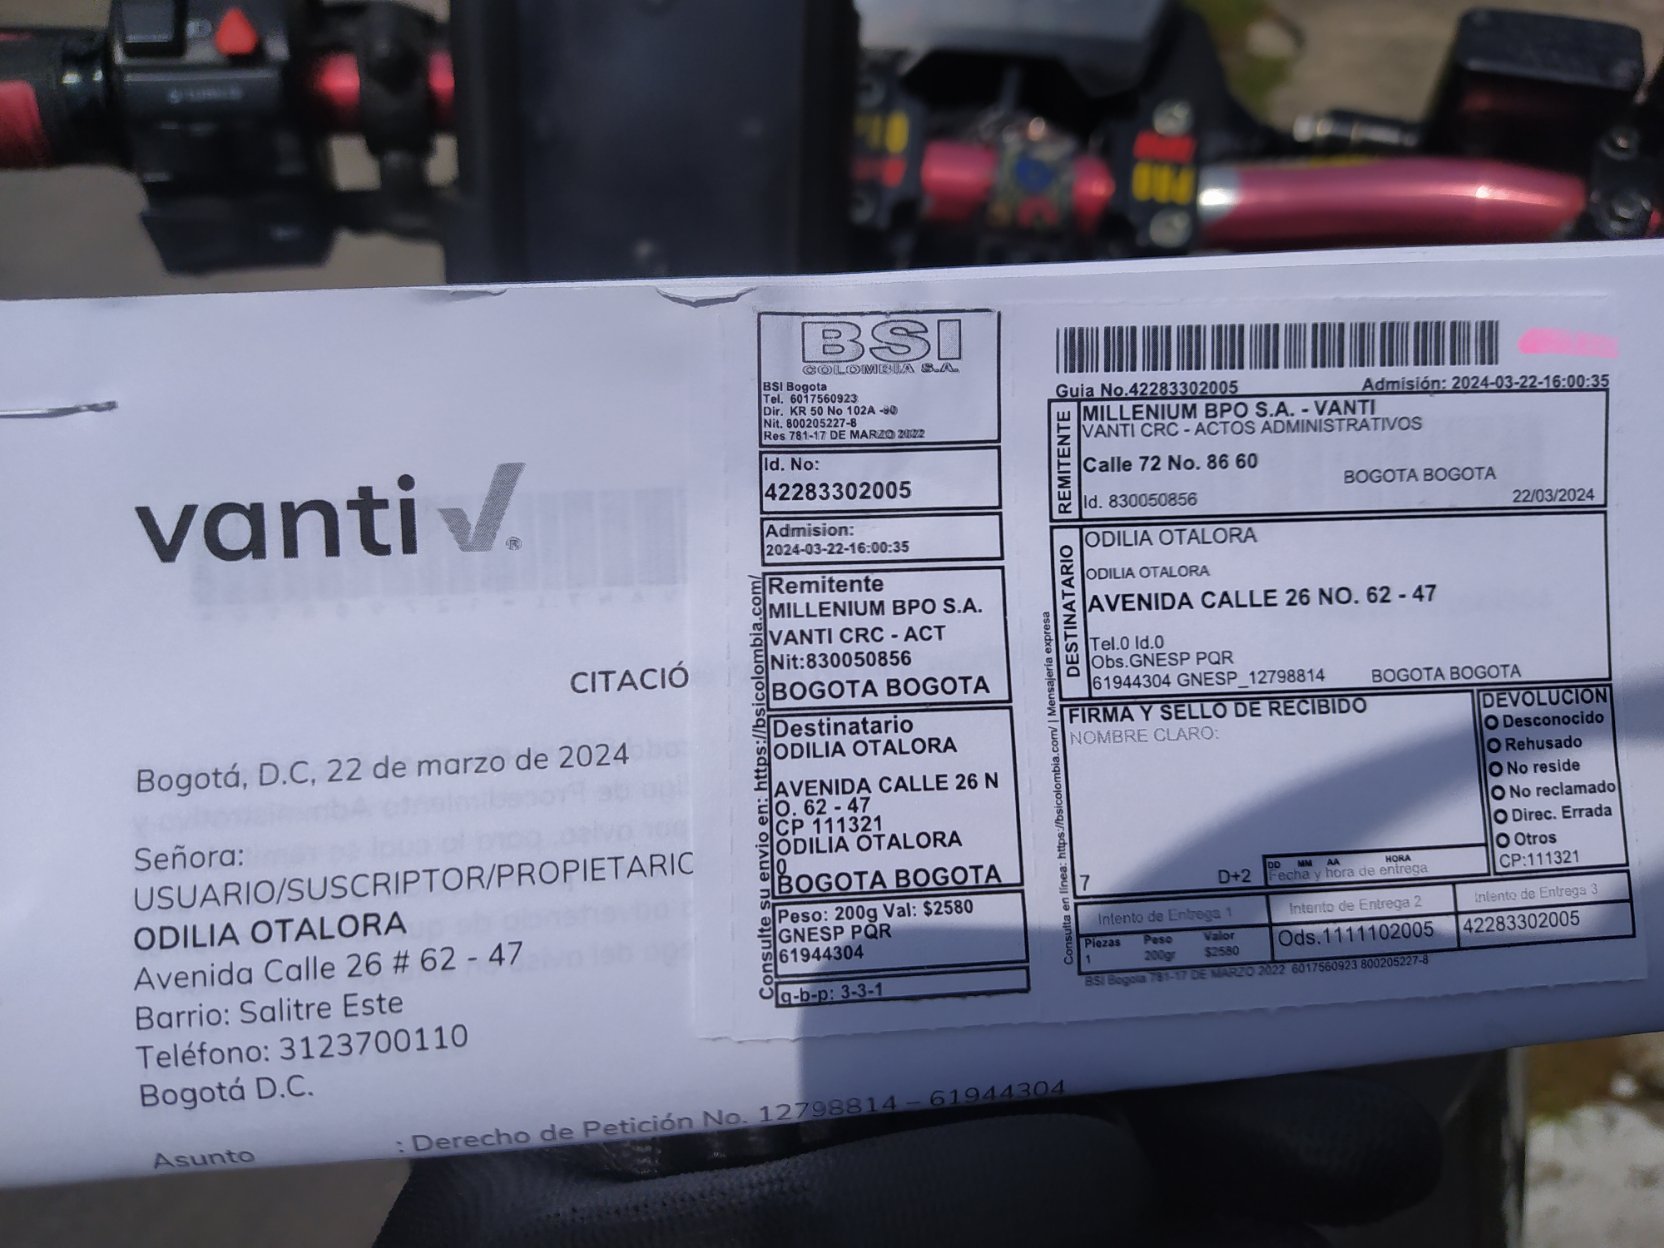 vanti
CITACIÓ
Bogotá, D.C, 22 de marzo de 2024
Señora:
USUARIO/SUSCRIPTOR/PROPIETARIO
ODILIA OTALORA
Avenida Calle 26 # 62 - 47
Barrio: Salitre Este
Teléfono: 3123700110
Bogotá D.C.
Asunto : Derecho de Petición No. 12798814 – 61944304
Consulte su envio en: https://bsicolombia.com/
BSI
COLOMBIA S.A.
BSI Bogota
Tel. 6017560923
Dir. KR 50 No 102A -80
Nit. 800205227-8
Res 781-17 DE MARZO 2022
Id. No:
42283302005
Admision:
2024-03-22-16:00:35
Remitente
MILLENIUM BPO S.A.
VANTI CRC - ACT
Nit:830050856
BOGOTA BOGOTA
Destinatario
ODILIA OTALORA
AVENIDA CALLE 26 N
O. 62 - 47
CP 111321
ODILIA OTALORA
0
BOGOTA BOGOTA
Peso: 200g Val: $2580
GNESP PQR
61944304
g-b-p: 3-3-1
Guia No.42283302005 Admisión: 2024-03-22-16:00:35
REMITENTE
MILLENIUM BPO S.A. - VANTI
VANTI CRC - ACTOS ADMINISTRATIVOS
Calle 72 No. 86 60
BOGOTA BOGOTA
Id. 830050856 22/03/2024
DESTINATARIO
ODILIA OTALORA
ODILIA OTALORA
AVENIDA CALLE 26 NO. 62 - 47
Tel.0 Id.0
Obs.GNESP PQR
61944304 GNESP_12798814 BOGOTA BOGOTA
Consulta en línea: https://bsicolombia.com/ | Mensajería expresa
FIRMA Y SELLO DE RECIBIDO
NOMBRE CLARO:
7 D+2
DD MM AA HORA
Fecha y hora de entrega
DEVOLUCION
Desconocido
Rehusado
No reside
No reclamado
Direc. Errada
Otros
CP:111321
Intento de Entrega 1 Intento de Entrega 2 Intento de Entrega 3
Piezas Peso Valor
1 200gr $2580
Ods.1111102005 42283302005
BSI Bogota 781-17 DE MARZO 2022 6017560923 800205227-8